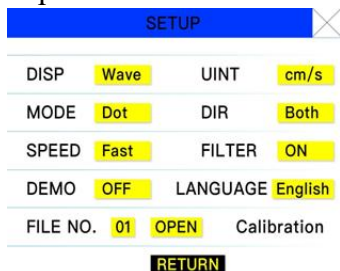 SETUP
DISP Wave UINT cm/s
MODE Dot DIR Both
SPEED Fast FILTER ON
DEMO OFF LANGUAGE English
FILE NO. 01 OPEN Calibration
RETURN